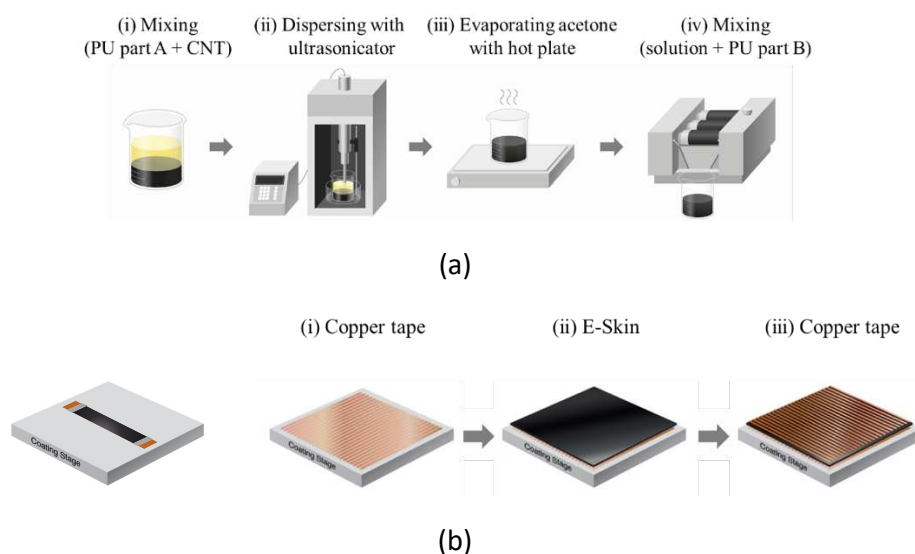 (i) Mixing
(PU part A + CNT)
(ii) Dispersing with
ultrasonicator
(iii) Evaporating acetone
with hot plate
(iv) Mixing
(solution + PU part B)
(a)
(i) Copper tape
(ii) E-Skin
(iii) Copper tape
Coating Stage
Coating Stage
Coating Stage
Coating Stage
(b)